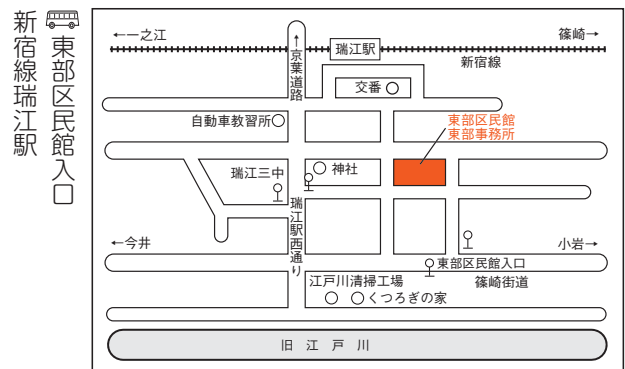 東部区民館入口
新宿線瑞江駅
←一之江
篠崎→
瑞江駅
新宿線
←京葉道路
交番
自動車教習所
東部区民館
東部事務所
瑞江三中
神社
瑞江駅西通り
←今井
小岩→
東部区民館入口
篠崎街道
江戸川清掃工場
くつろぎの家
旧江戸川